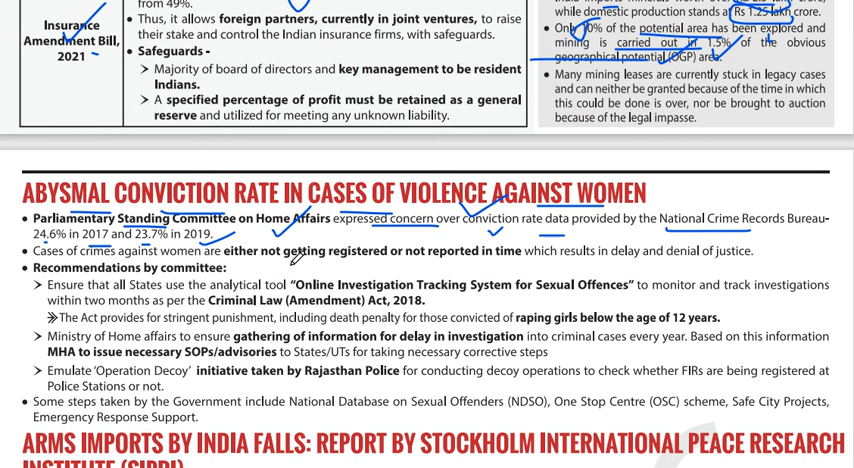 from 49%.
Insurance
Amendment Bill,
2021
• Thus, it allows foreign partners, currently in joint ventures, to raise
their stake and control the Indian insurance firms, with safeguards.
• Safeguards -
➢ Majority of board of directors and key management to be resident
Indians.
➢ A specified percentage of profit must be retained as a general
reserve and utilized for meeting any unknown liability.
while domestic production stands at Rs 1.25 lakh crore.
• Only 10% of the potential area has been explored and
mining is carried out in 1.5% of the obvious
geographical potential (OGP) area.
• Many mining leases are currently stuck in legacy cases
and can neither be granted because of the time in which
this could be done is over, nor be brought to auction
because of the legal impasse.
ABYSMAL CONVICTION RATE IN CASES OF VIOLENCE AGAINST WOMEN
• Parliamentary Standing Committee on Home Affairs expressed concern over conviction rate data provided by the National Crime Records Bureau-
24.6% in 2017 and 23.7% in 2019.
• Cases of crimes against women are either not getting registered or not reported in time which results in delay and denial of justice.
• Recommendations by committee:
➢ Ensure that all States use the analytical tool “Online Investigation Tracking System for Sexual Offences” to monitor and track investigations
within two months as per the Criminal Law (Amendment) Act, 2018.
⨠The Act provides for stringent punishment, including death penalty for those convicted of raping girls below the age of 12 years.
➢ Ministry of Home affairs to ensure gathering of information for delay in investigation into criminal cases every year. Based on this information
MHA to issue necessary SOPs/advisories to States/UTs for taking necessary corrective steps
➢ Emulate ‘Operation Decoy’ initiative taken by Rajasthan Police for conducting decoy operations to check whether FIRs are being registered at
Police Stations or not.
• Some steps taken by the Government include National Database on Sexual Offenders (NDSO), One Stop Centre (OSC) scheme, Safe City Projects,
Emergency Response Support.
ARMS IMPORTS BY INDIA FALLS: REPORT BY STOCKHOLM INTERNATIONAL PEACE RESEARCH
INSTITUTE (SIPRI)